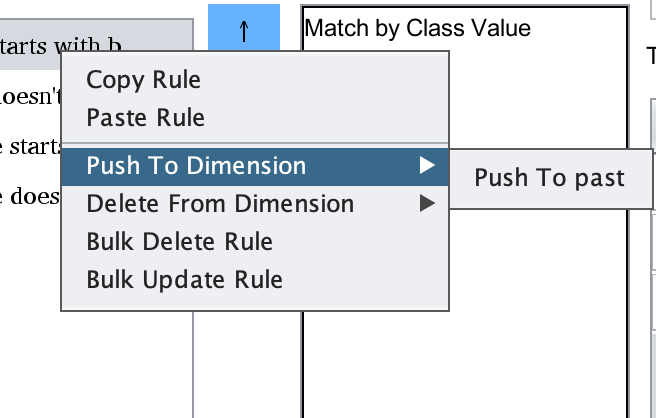 tarts with b
↑
Match by Class Value
T
Copy Rule
oesn't
Paste Rule
e starts
Push To Dimension
Push To past
e does
Delete From Dimension
Bulk Delete Rule
Bulk Update Rule